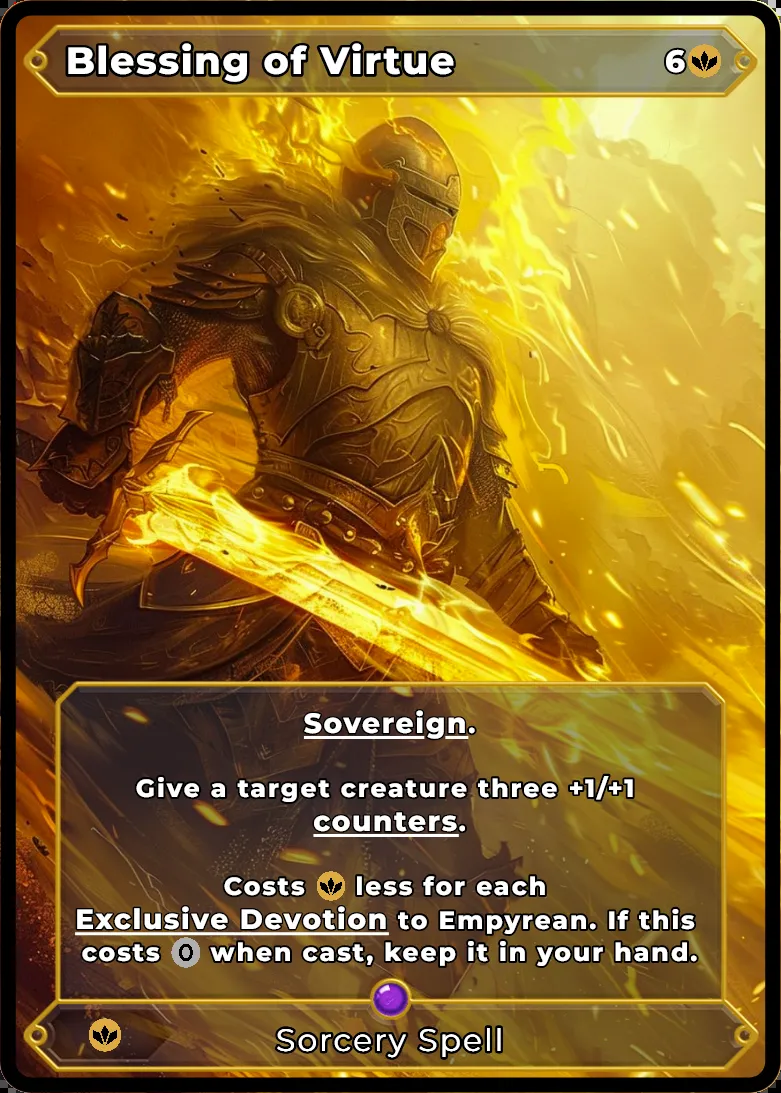 Blessing of Virtue
6
Sovereign.
Give a target creature three +1/+1
counters.
Costs less for each
Exclusive Devotion to Empyrean. If this
costs 0 when cast, keep it in your hand.
Sorcery Spell